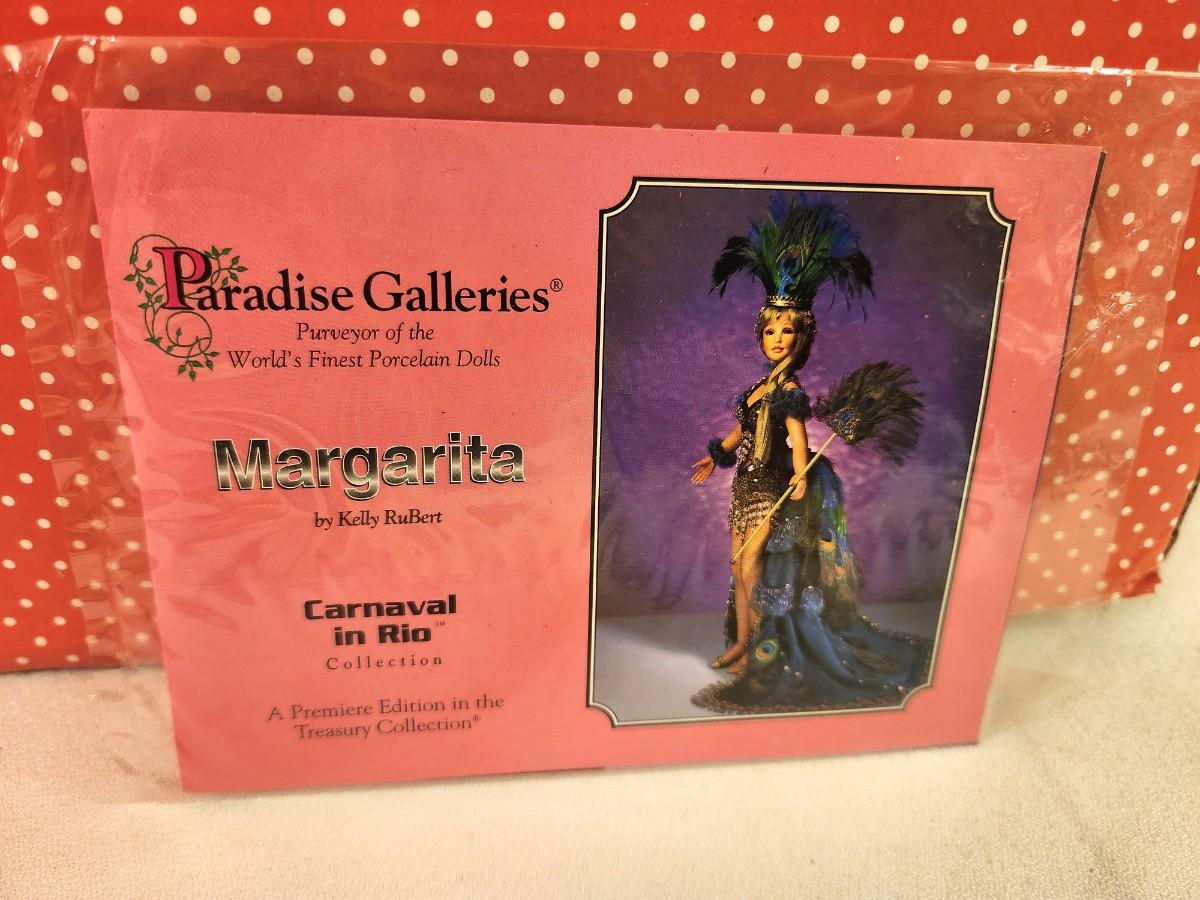 Paradise Galleries®
Purveyor of the
World's Finest Porcelain Dolls
Margarita
by Kelly RuBert
Carnaval
in Rio™
Collection
A Premiere Edition in the
Treasury Collection®